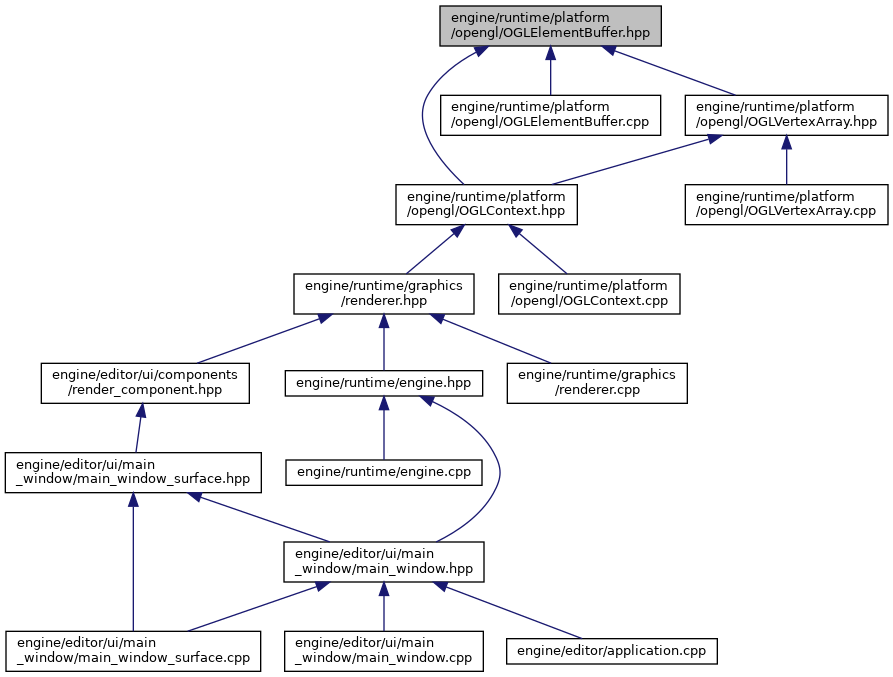 engine/runtime/platform
/opengl/OGLElementBuffer.hpp
engine/runtime/platform
/opengl/OGLElementBuffer.cpp
engine/runtime/platform
/opengl/OGLVertexArray.hpp
engine/runtime/platform
/opengl/OGLContext.hpp
engine/runtime/platform
/opengl/OGLVertexArray.cpp
engine/runtime/graphics
/renderer.hpp
engine/runtime/platform
/opengl/OGLContext.cpp
engine/editor/ui/components
/render_component.hpp
engine/runtime/engine.hpp
engine/runtime/graphics
/renderer.cpp
engine/editor/ui/main
_window/main_window_surface.hpp
engine/runtime/engine.cpp
engine/editor/ui/main
_window/main_window.hpp
engine/editor/ui/main
_window/main_window_surface.cpp
engine/editor/ui/main
_window/main_window.cpp
engine/editor/application.cpp